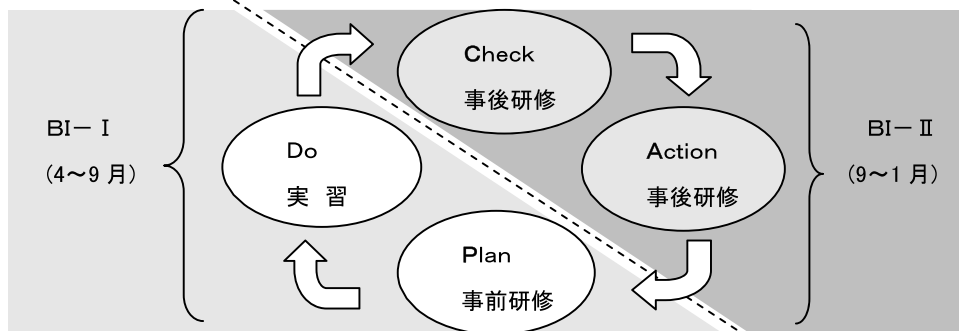 Check
事後研修
BI－Ⅰ
(4～9 月)
Do
実 習
Action
事後研修
BI－Ⅱ
(9～1 月)
Plan
事前研修